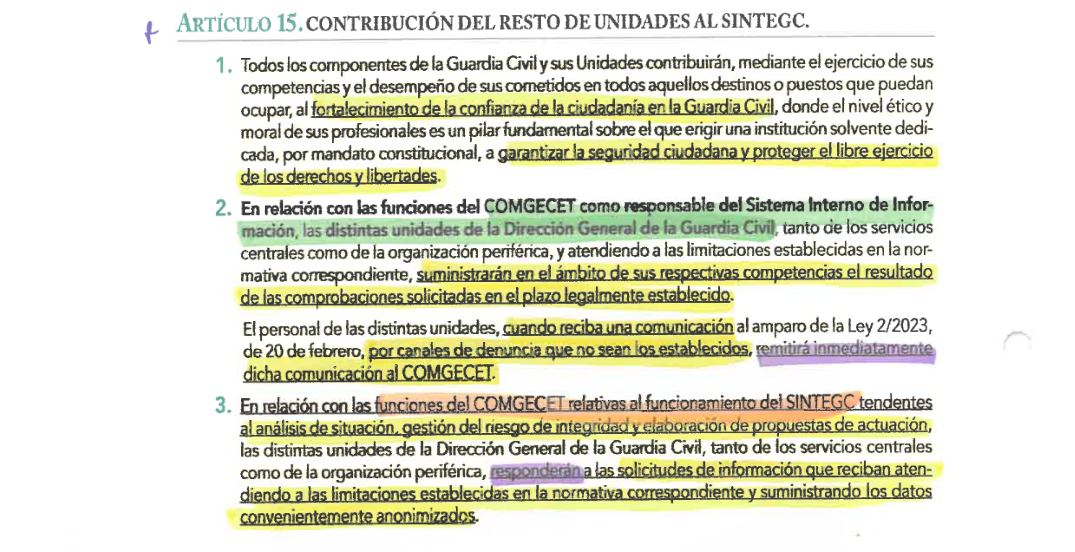 ARTÍCULO 15. CONTRIBUCIÓN DEL RESTO DE UNIDADES AL SINTEGC.
1. Todos los componentes de la Guardia Civil y sus Unidades contribuirán, mediante el ejercicio de sus
competencias y el desempeño de sus cometidos en todos aquellos destinos o puestos que puedan
ocupar, al fortalecimiento de la confianza de la ciudadanía en la Guardia Civil, donde el nivel ético y
moral de sus profesionales es un pilar fundamental sobre el que erigir una institución solvente dedi-
cada, por mandato constitucional, a garantizar la seguridad ciudadana y proteger el libre ejercicio
de los derechos y libertades.
2. En relación con las funciones del COMGECET como responsable del Sistema Interno de Infor-
mación, las distintas unidades de la Dirección General de la Guardia Civil, tanto de los servicios
centrales como de la organización periférica, y atendiendo a las limitaciones establecidas en la nor-
mativa correspondiente, suministrarán en el ámbito de sus respectivas competencias el resultado
de las comprobaciones solicitadas en el plazo legalmente establecido.
El personal de las distintas unidades, cuando reciba una comunicación al amparo de la Ley 2/2023,
de 20 de febrero, por canales de denuncia que no sean los establecidos, remitirá inmediatamente
dicha comunicación al COMGECET.
3. En relación con las funciones del COMGECET relativas al funcionamiento del SINTEGC tendentes
al análisis de situación, gestión del riesgo de integridad y elaboración de propuestas de actuación,
las distintas unidades de la Dirección General de la Guardia Civil, tanto de los servicios centrales
como de la organización periférica, responderán a las solicitudes de información que reciban aten-
diendo a las limitaciones establecidas en la normativa correspondiente y suministrando los datos
convenientemente anonimizados.